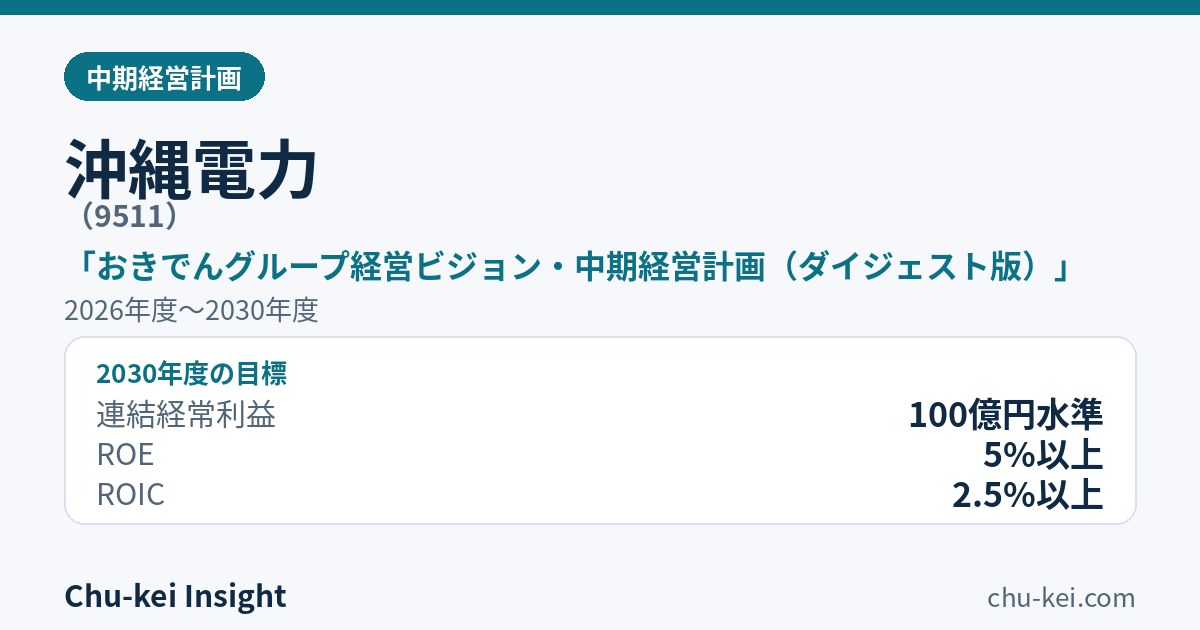 中期経営計画
沖縄電力
（9511）
「おきでんグループ経営ビジョン・中期経営計画（ダイジェスト版）」
2026年度〜2030年度
2030年度の目標
連結経常利益 100億円水準
ROE 5%以上
ROIC 2.5%以上
Chu-kei Insight chu-kei.com